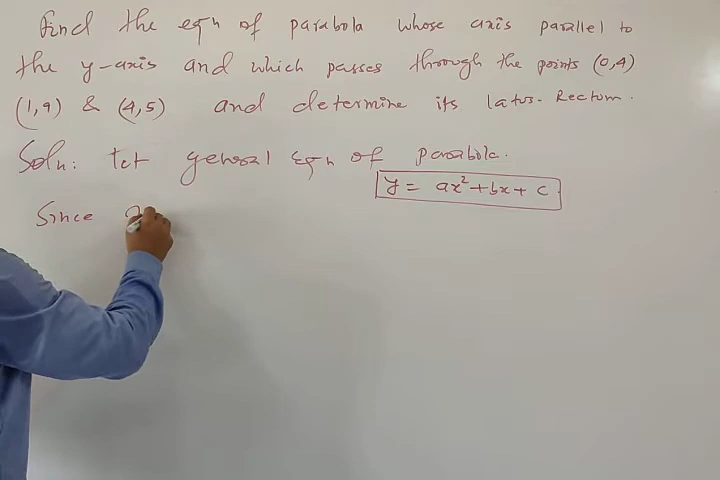 Find the eqn of parabola whose axis parallel to
the y-axis and which passes through the points (0,4)
(1,9) & (4,5) and determine its latus-Rectum.
Soln: Let general eqn of parabola.
y = ax² + bx + c
Since